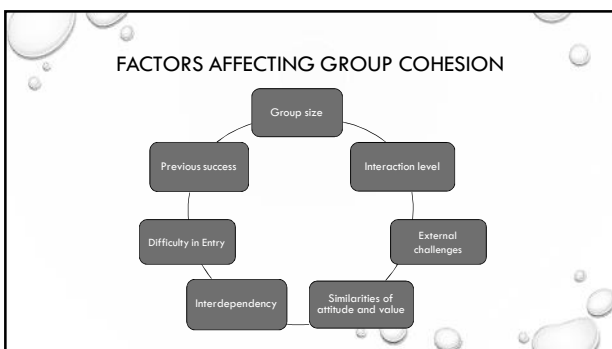 FACTORS AFFECTING GROUP COHESION
Group size
Interaction level
External
challenges
Similarities of
attitude and value
Interdependency
Difficulty in Entry
Previous success